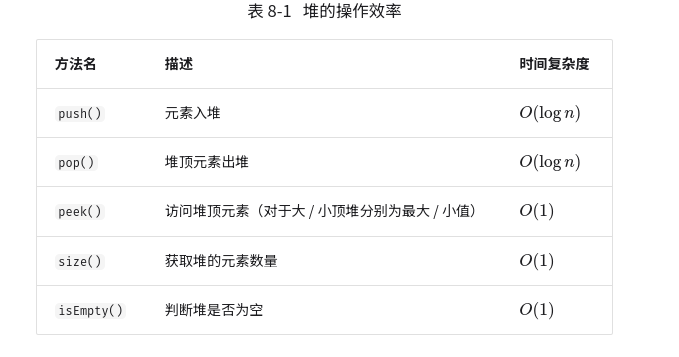 表 8-1 堆的操作效率
方法名 描述 时间复杂度
push() 元素入堆 O(log n)
pop() 堆顶元素出堆 O(log n)
peek() 访问堆顶元素（对于大 / 小顶堆分别为最大 / 小值） O(1)
size() 获取堆的元素数量 O(1)
isEmpty() 判断堆是否为空 O(1)